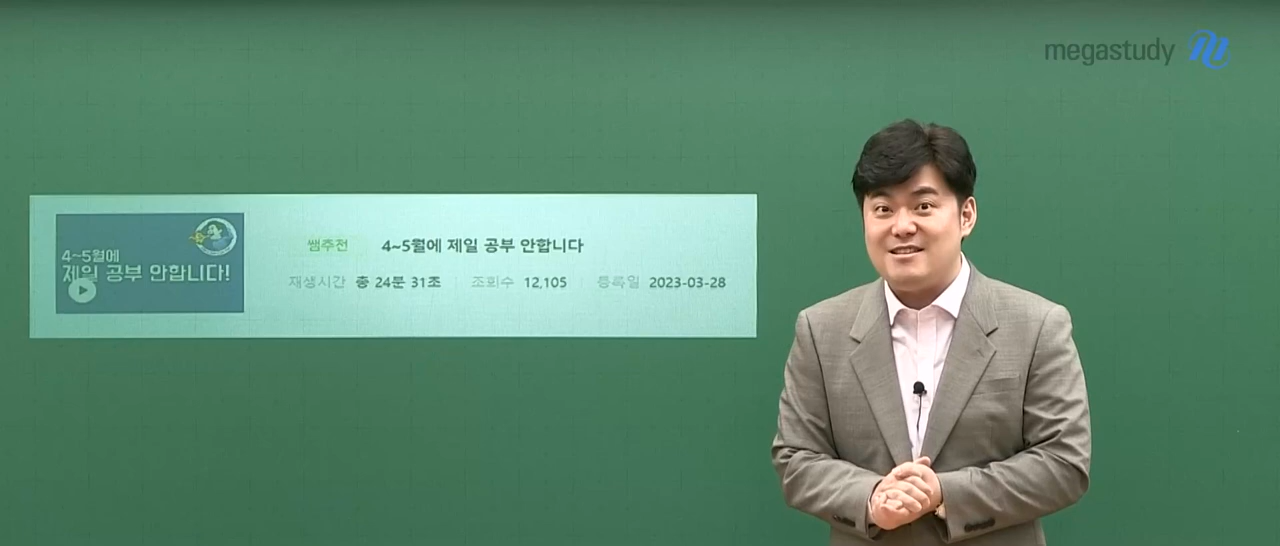 megastudy
4~5월에
제일 공부 안합니다!
쌤추천 4~5월에 제일 공부 안합니다
재생시간 총 24분 31초 조회수 12,105 등록일 2023-03-28